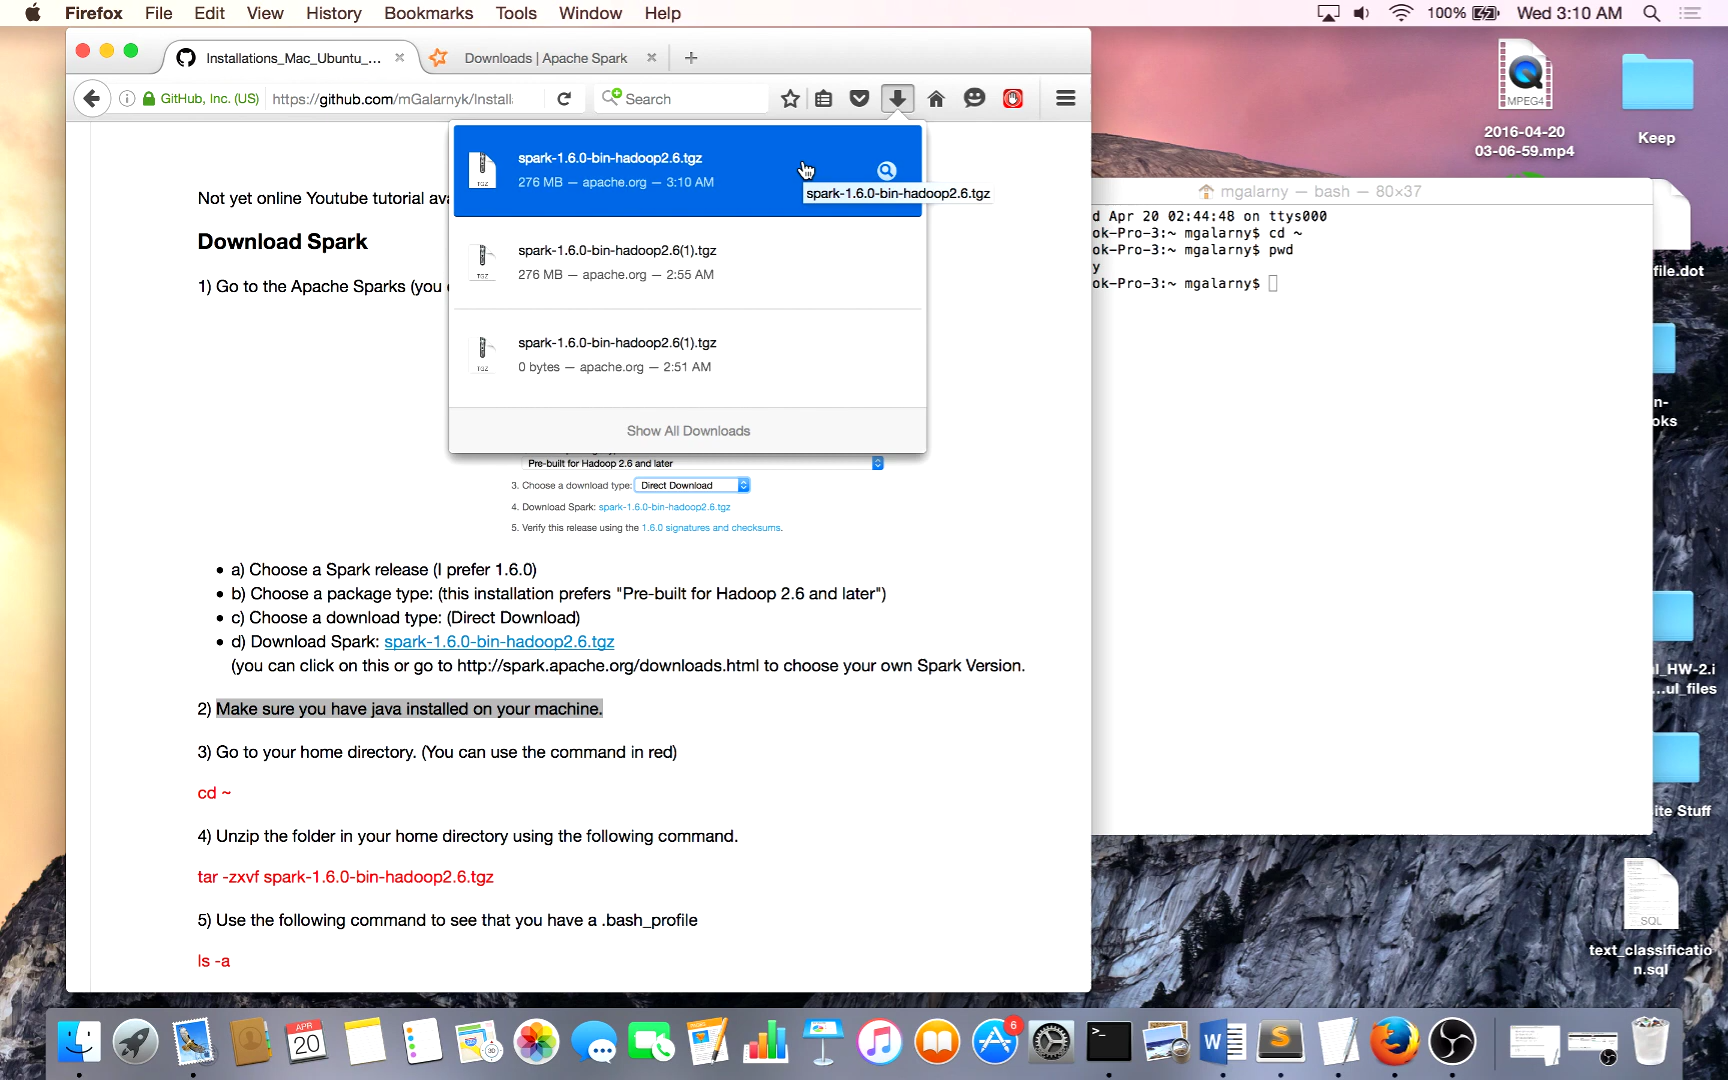 Firefox File Edit View History Bookmarks Tools Window Help 100% Wed 3:10 AM
Installations_Mac_Ubuntu_... Downloads | Apache Spark
GitHub, Inc. (US) https://github.com/mGalarnyk/Install Search
spark-1.6.0-bin-hadoop2.6.tgz
276 MB — apache.org — 3:10 AM
spark-1.6.0-bin-hadoop2.6.tgz
TGZ
spark-1.6.0-bin-hadoop2.6(1).tgz
276 MB — apache.org — 2:55 AM
TGZ
spark-1.6.0-bin-hadoop2.6(1).tgz
0 bytes — apache.org — 2:51 AM
TGZ
Show All Downloads
Not yet online Youtube tutorial ava
Download Spark
1) Go to the Apache Sparks (you
Pre-built for Hadoop 2.6 and later
3. Choose a download type: Direct Download
4. Download Spark: spark-1.6.0-bin-hadoop2.6.tgz
5. Verify this release using the 1.6.0 signatures and checksums.
a) Choose a Spark release (I prefer 1.6.0)
b) Choose a package type: (this installation prefers "Pre-built for Hadoop 2.6 and later")
c) Choose a download type: (Direct Download)
d) Download Spark: spark-1.6.0-bin-hadoop2.6.tgz
(you can click on this or go to http://spark.apache.org/downloads.html to choose your own Spark Version.
2) Make sure you have java installed on your machine.
3) Go to your home directory. (You can use the command in red)
cd ~
4) Unzip the folder in your home directory using the following command.
tar -zxvf spark-1.6.0-bin-hadoop2.6.tgz
5) Use the following command to see that you have a .bash_profile
ls -a
mgalarny — bash — 80×37
d Apr 20 02:44:48 on ttys000
ok-Pro-3:~ mgalarny$ cd ~
ok-Pro-3:~ mgalarny$ pwd
y
ok-Pro-3:~ mgalarny$
MPEG4
2016-04-20
03-06-59.mp4
Keep
file.dot
n-
oks
l_HW-2.i
...ul_files
ite Stuff
SQL
text_classificatio
n.sql
APR
20
6